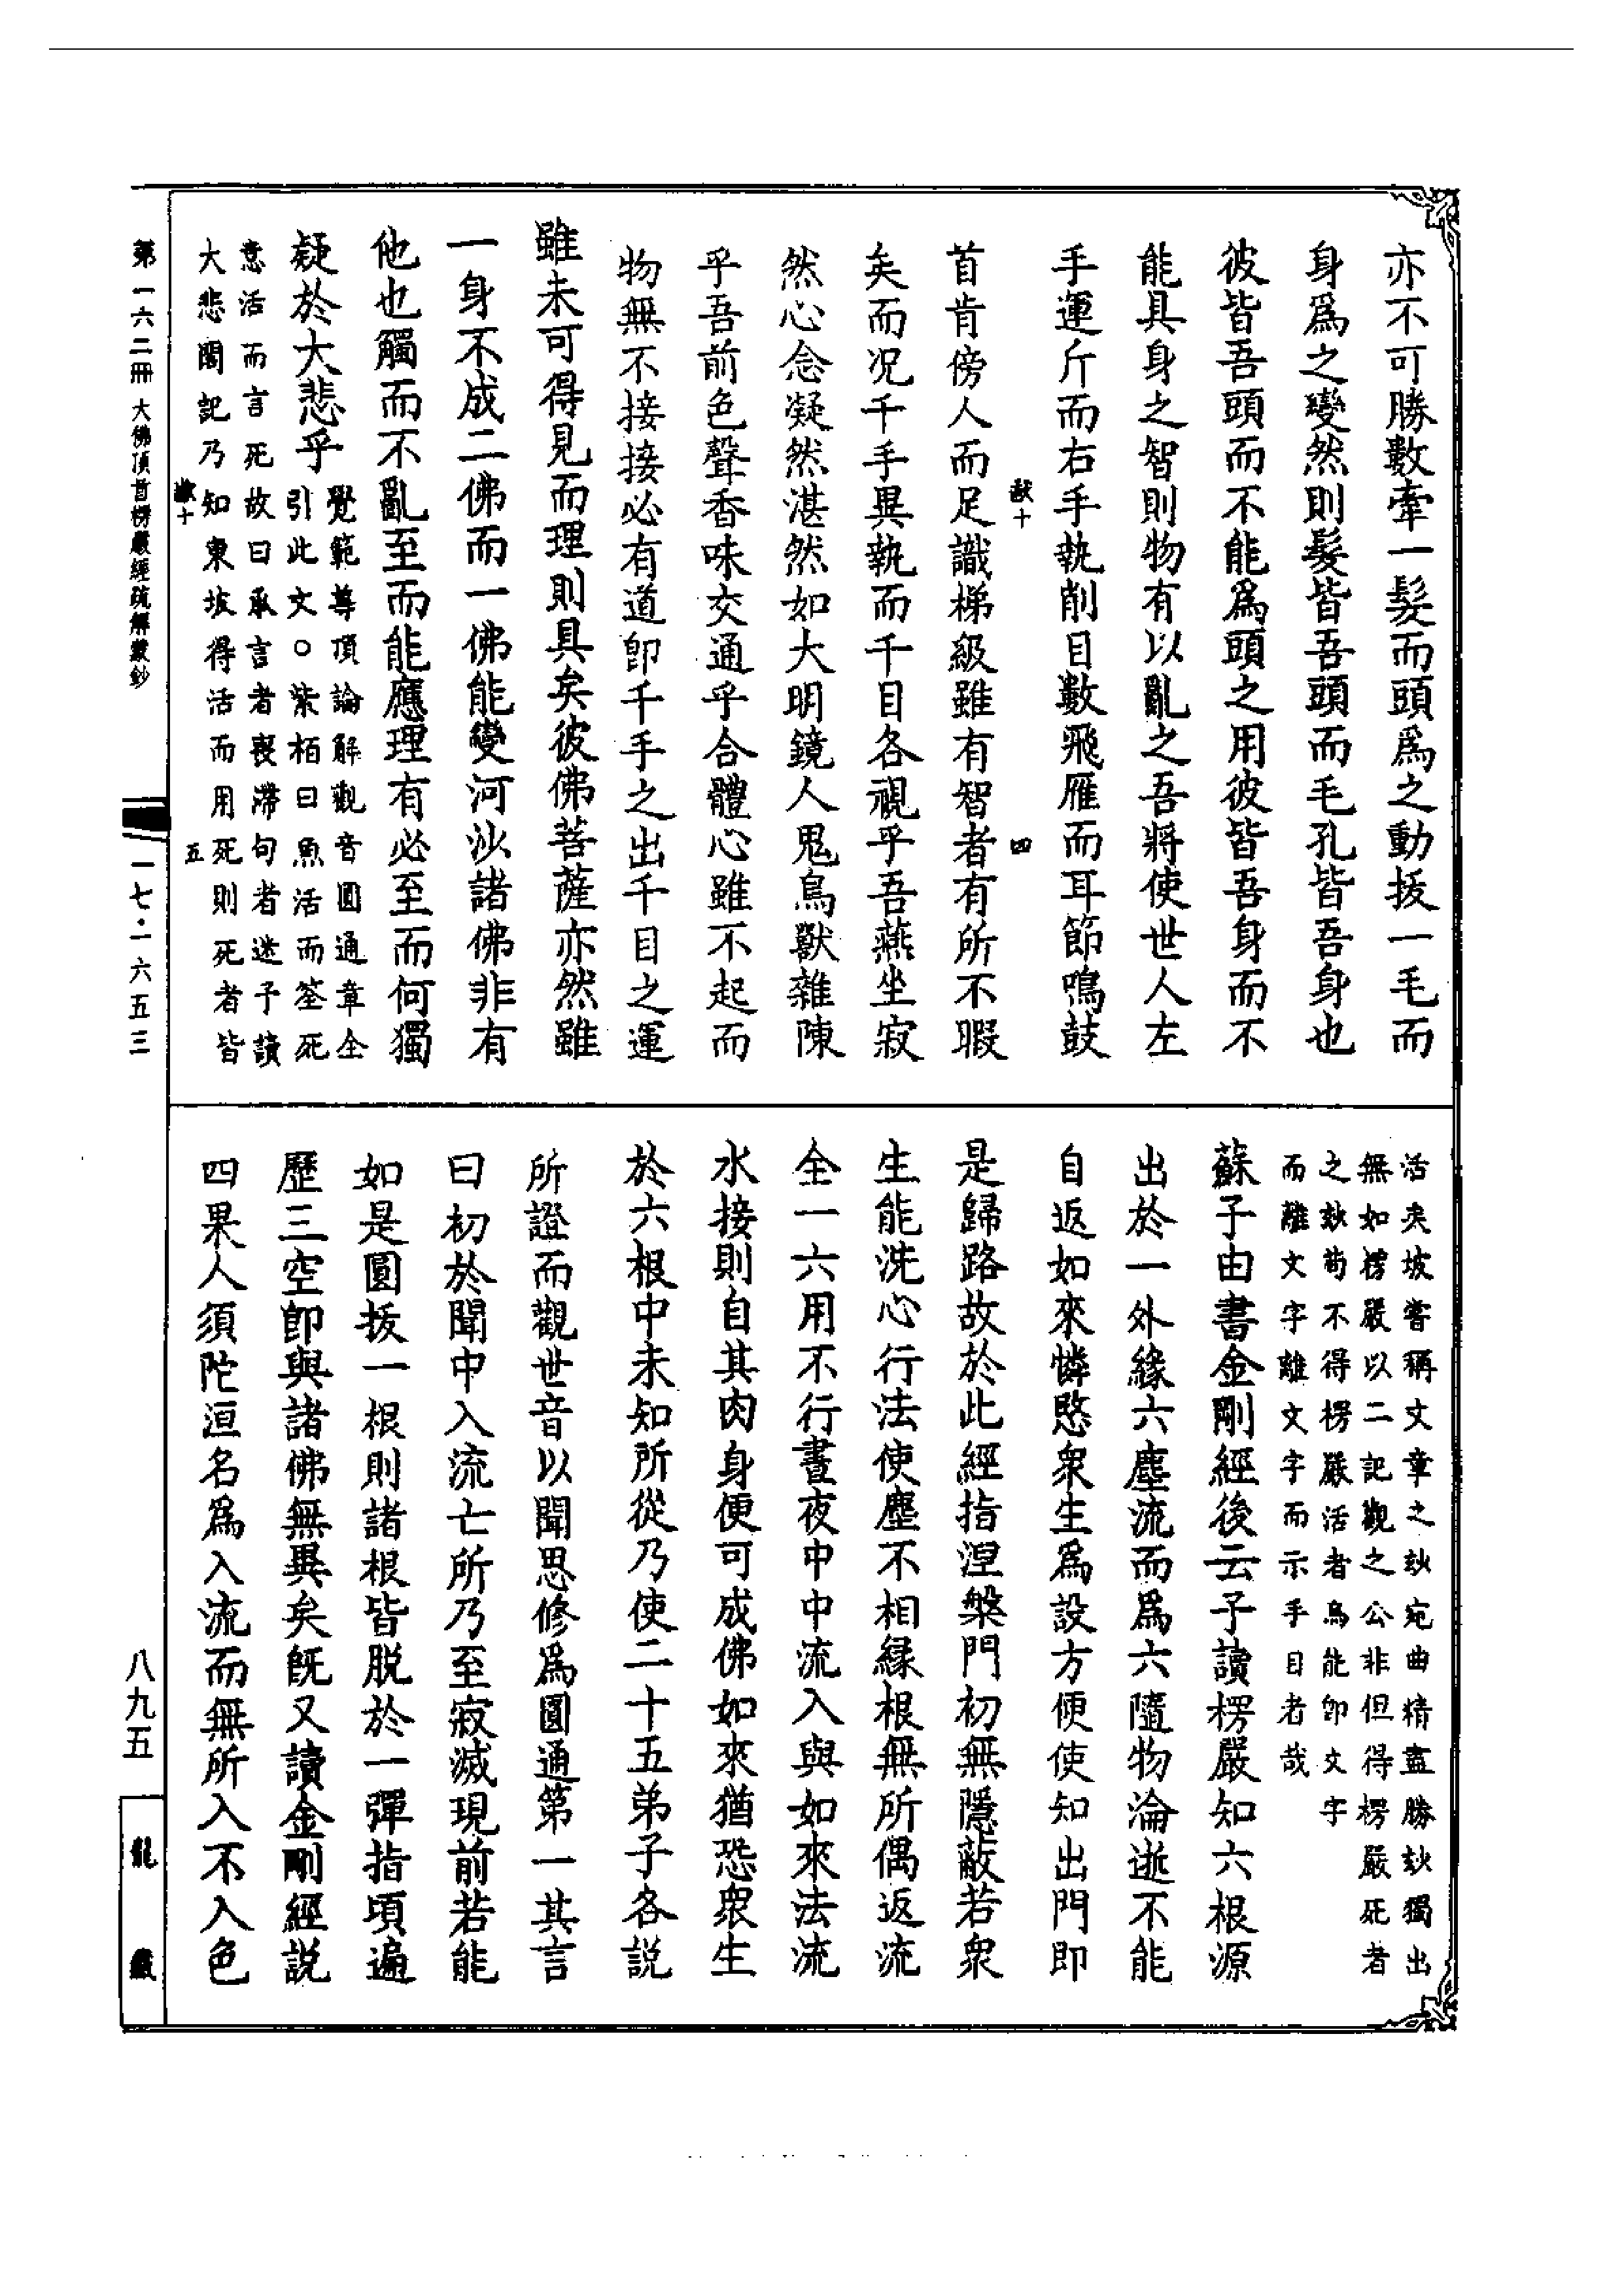 亦不可勝數牽一髮而頭爲之動拔一毛而
身爲之變然則髮皆吾頭而毛孔皆吾身也
彼皆吾頭而不能爲頭之用彼皆吾身而不
能具身之智則物有以亂之吾將使世人左
手運斤而右手執削目數飛雁而耳節鳴鼓
首肯傍人而足識梯級雖有智者有所不暇
矣而况千手異執而千目各視乎吾燕坐寂
然心念凝然湛然如大明鏡人鬼鳥獸雜陳
乎吾前色聲香味交通乎合體心雖不起而
物無不接接必有道卽千手之出千目之運
雖未可得見而理則具矣彼佛菩薩亦然雖
一身不成二佛而一佛能變河沙諸佛非有
他也觸而不亂至而能應理有必至而何獨
疑於大悲乎
覺範尊頂論解觀音圓通章全
引此文○紫栢曰魚活而筌死
意活而言死故曰承言者喪滯句者迷予讀
大悲閣記乃知東坡得活而用死則死者皆
四
十
五
活矣坡嘗稱文章之玅宛曲精盡勝玅獨出
無如楞嚴以二記觀之公非但得楞嚴死者
之玅苟不得楞嚴活者烏能卽文字
而離文字離文字而示手目者哉
蘇子由書金剛經後云予讀楞嚴知六根源
出於一外緣六塵流而爲六隨物淪逝不能
自返如來憐愍衆生爲設方便使知出門即
是歸路故於此經指涅槃門初無隱蔽若衆
生能洗心行法使塵不相緣根無所偶返流
全一六用不行晝夜中中流入與如來法流
水接則自其肉身便可成佛如來猶恐衆生
於六根中未知所從乃使二十五弟子各説
所證而觀世音以聞思修爲圓通第一其言
曰初於聞中入流亡所乃至寂滅現前若能
如是圓拔一根則諸根皆脫於一彈指頃遍
歷三空卽與諸佛無異矣旣又讀金剛經説
四果人須陀洹名爲入流而無所入不入色
第一六二冊 大佛頂首楞嚴經疏解蒙鈔
一七·一六五三
八九五
龍藏